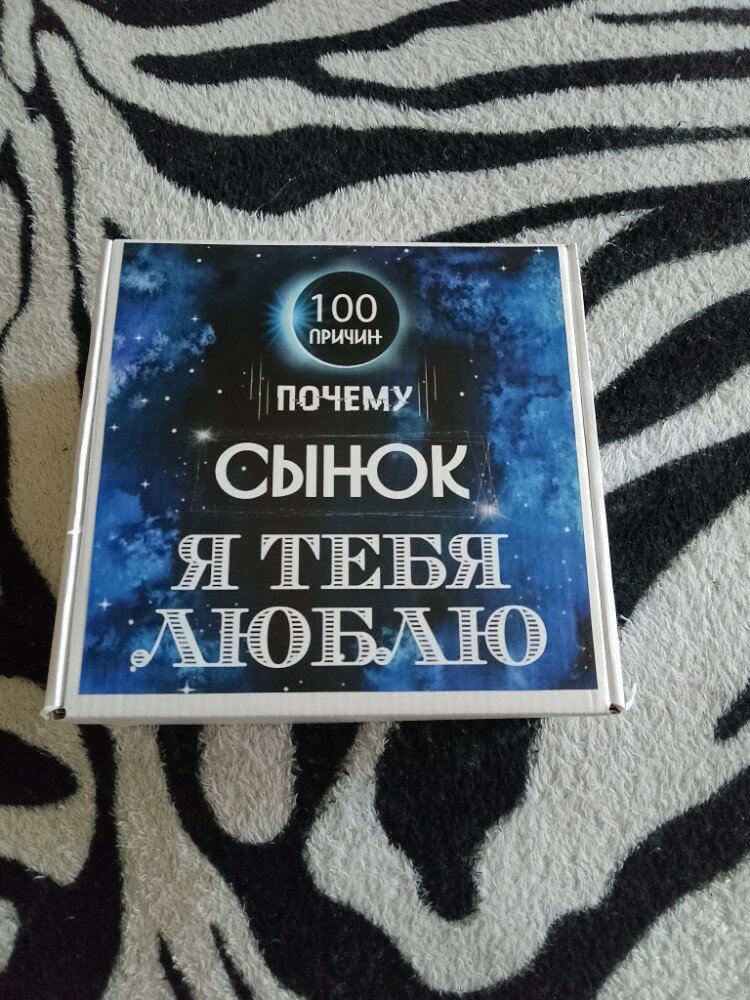 100
ПРИЧИН
ПОЧЕМУ
СЫНОК
Я ТЕБЯ
ЛЮБЛЮ